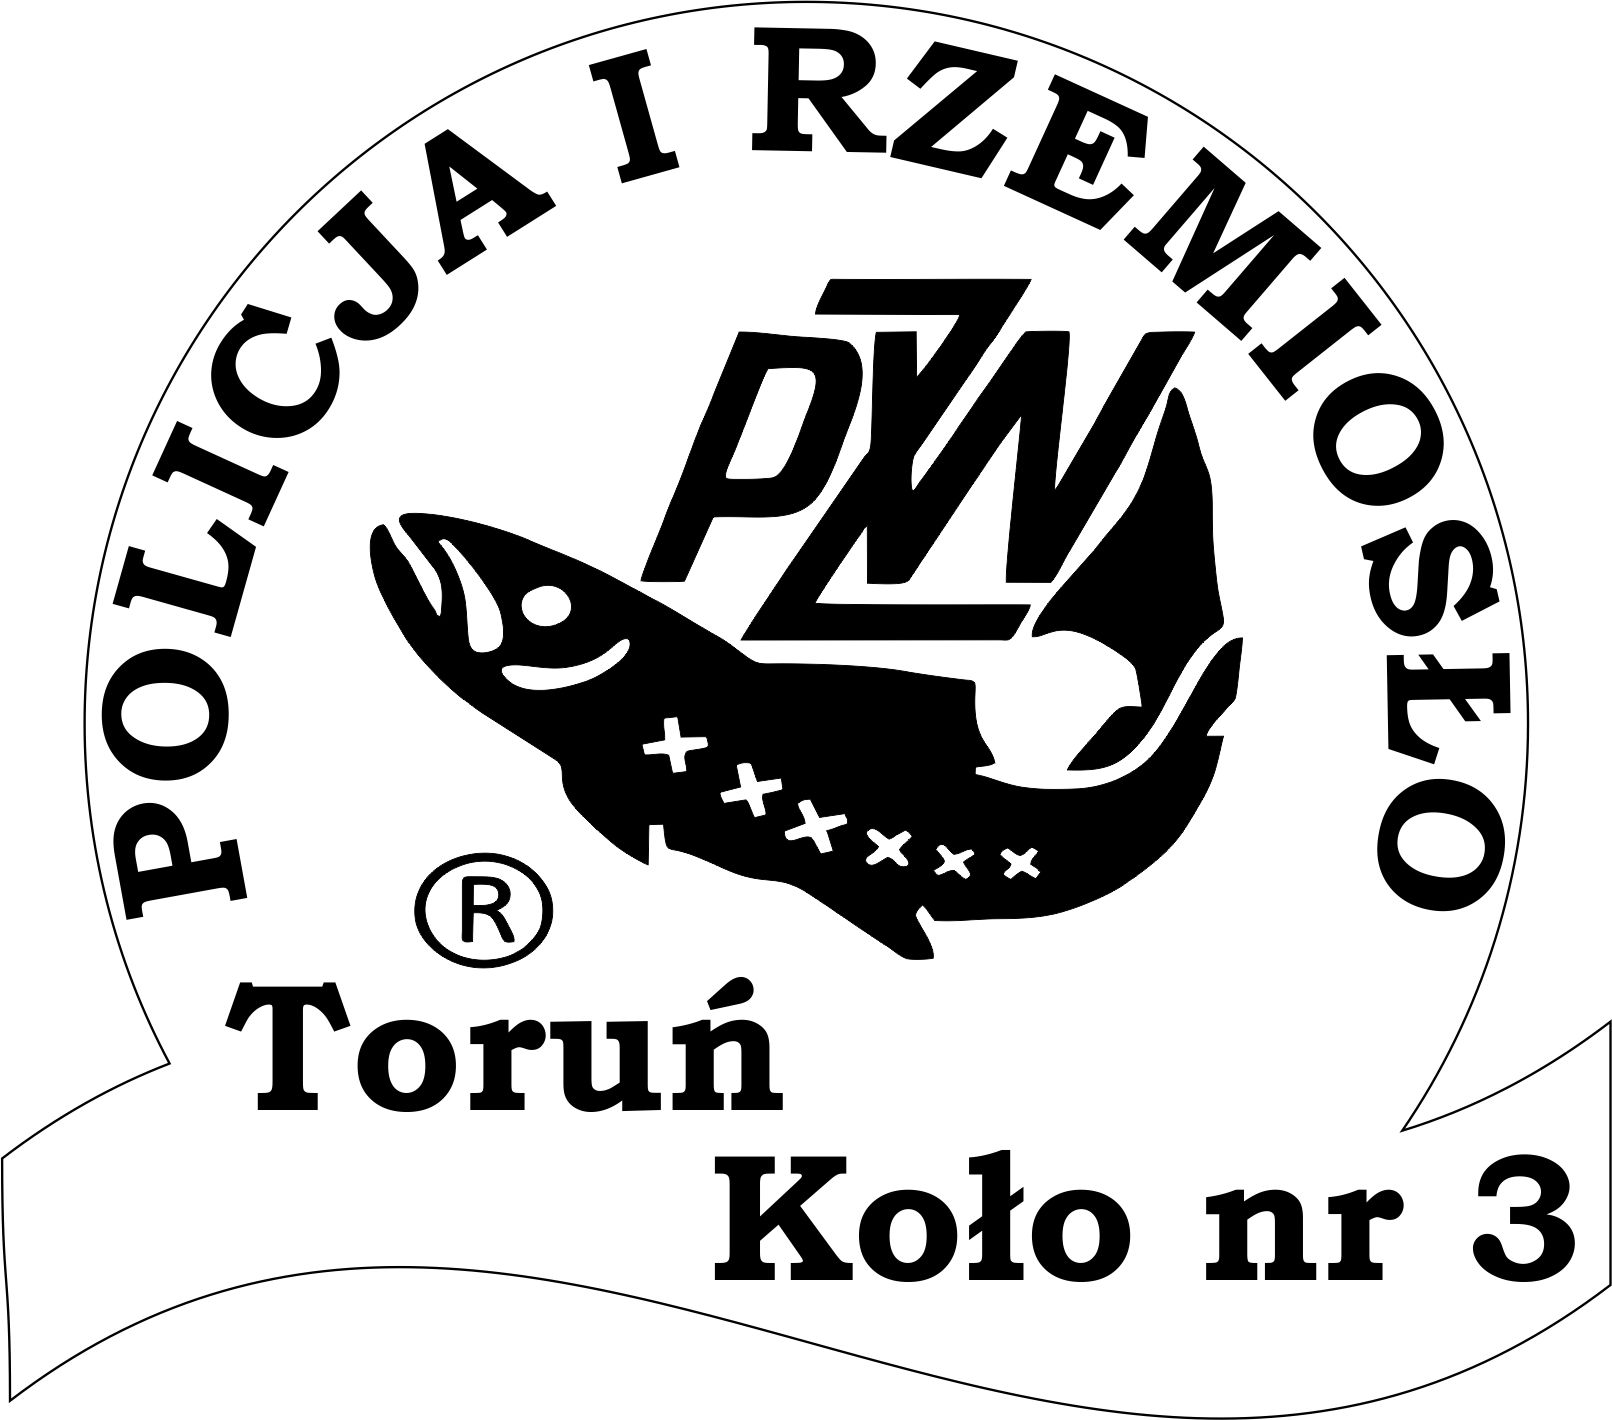 POLICJA I RZEMIOSŁO
PZW
®
Toruń
Koło nr 3